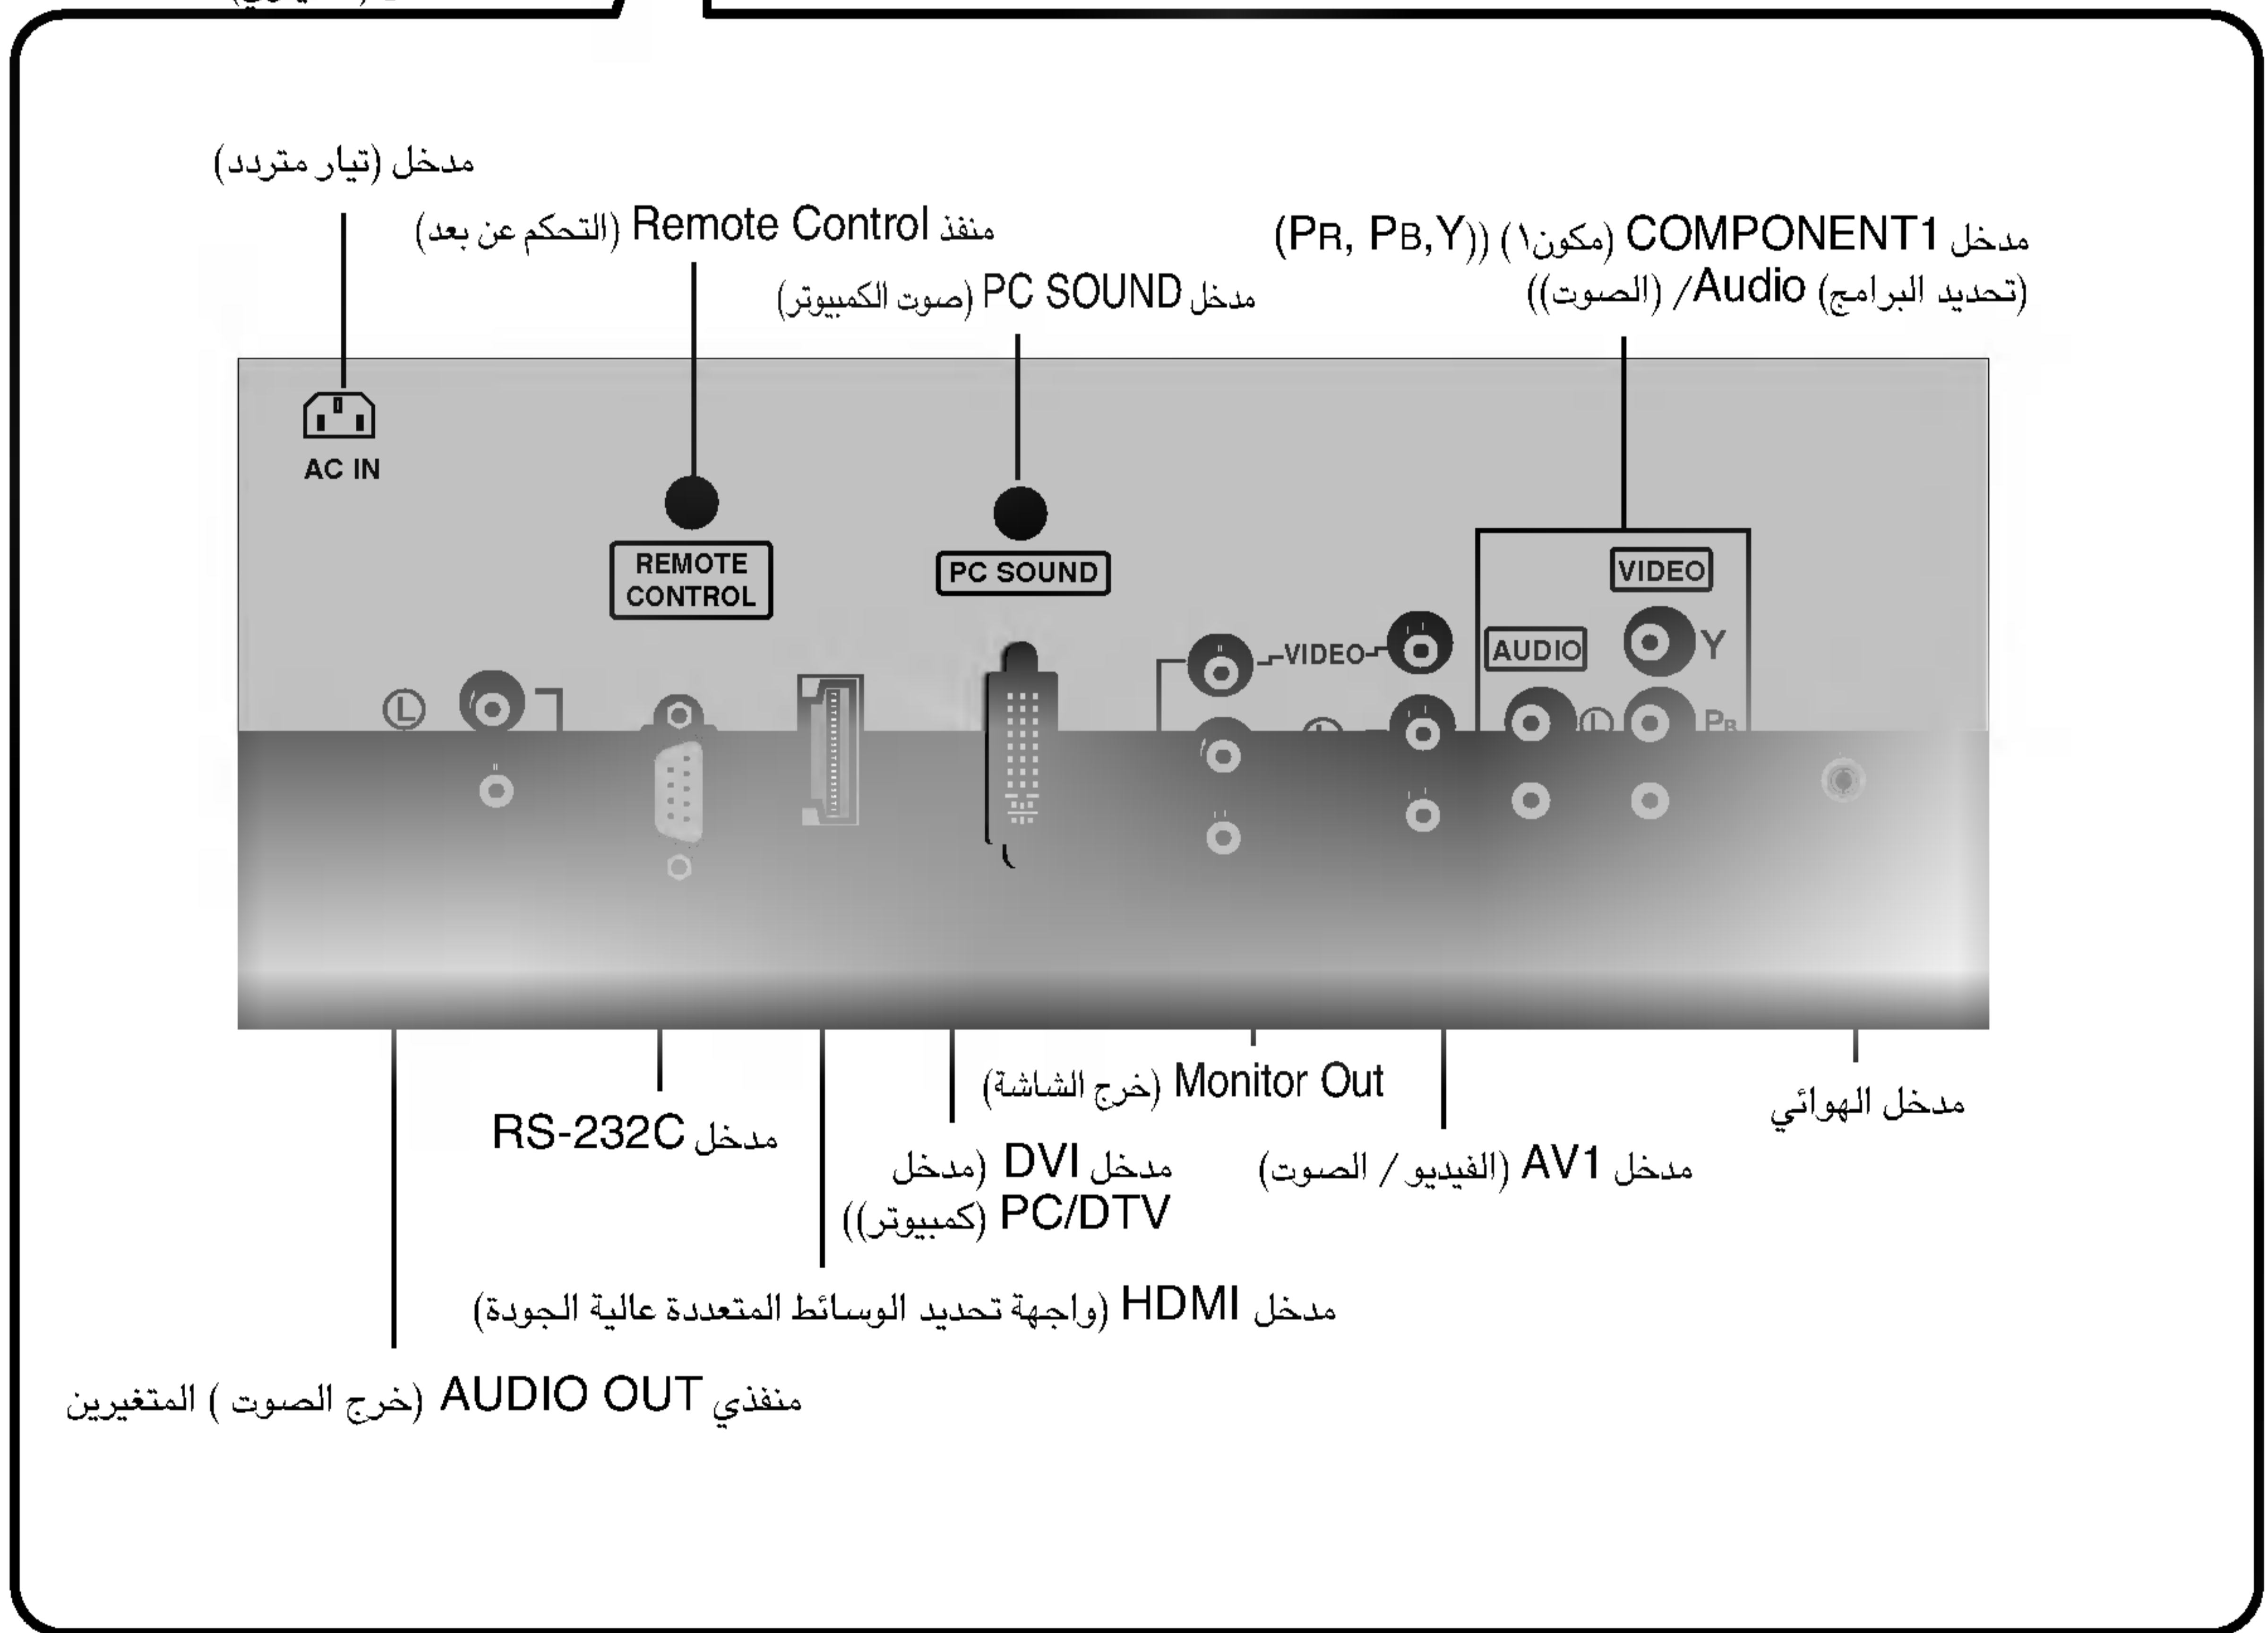 مدخل (تيار متردد)
منفذ Remote Control (التحكم عن بعد)
مدخل COMPONENT1 (مكون١) ((PR, PB,Y)
(تحديد البرامج) Audio/ (الصوت))
مدخل PC SOUND (صوت الكمبيوتر)
AC IN
REMOTE
CONTROL
PC SOUND
VIDEO
AUDIO
VIDEO
Y
L
L
PB
Monitor Out (خرج الشاشة)
مدخل الهوائي
مدخل RS-232C
مدخل DVI (مدخل
PC/DTV (كمبيوتر))
مدخل AV1 (الفيديو / الصوت)
مدخل HDMI (واجهة تحديد الوسائط المتعددة عالية الجودة)
منفذي AUDIO OUT (خرج الصوت ) المتغيرين